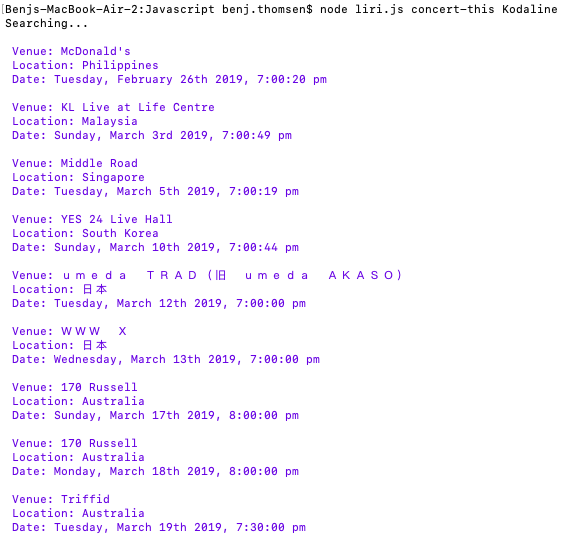 [Benjs-MacBook-Air-2:Javascript benj.thomsen$ node liri.js concert-this Kodaline
Searching...
Venue: McDonald's
Location: Philippines
Date: Tuesday, February 26th 2019, 7:00:20 pm
Venue: KL Live at Life Centre
Location: Malaysia
Date: Sunday, March 3rd 2019, 7:00:49 pm
Venue: Middle Road
Location: Singapore
Date: Tuesday, March 5th 2019, 7:00:19 pm
Venue: YES 24 Live Hall
Location: South Korea
Date: Sunday, March 10th 2019, 7:00:44 pm
Venue: ｕｍｅｄａ　ＴＲＡＤ（旧　ｕｍｅｄａ　ＡＫＡＳＯ）
Location: 日本
Date: Tuesday, March 12th 2019, 7:00:00 pm
Venue: ＷＷＷ　Ｘ
Location: 日本
Date: Wednesday, March 13th 2019, 7:00:00 pm
Venue: 170 Russell
Location: Australia
Date: Sunday, March 17th 2019, 8:00:00 pm
Venue: 170 Russell
Location: Australia
Date: Monday, March 18th 2019, 8:00:00 pm
Venue: Triffid
Location: Australia
Date: Tuesday, March 19th 2019, 7:30:00 pm